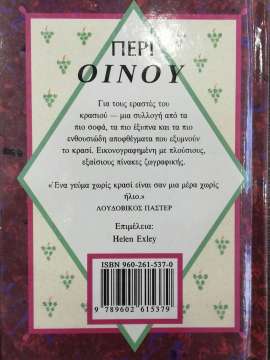 ΠΕΡΙ
ΟΙΝΟΥ
Για τους εραστές του
κρασιού — μια συλλογή από τα
πιο σοφά, τα πιο έξυπνα και τα πιο
ενθουσιώδη αποφθέγματα που εξυμνούν
το κρασί. Εικονογραφημένη με πλούσιους,
εξαίσιους πίνακες ζωγραφικής.
«Ένα γεύμα χωρίς κρασί είναι σαν μια μέρα χωρίς
ήλιο.»
ΛΟΥΔΟΒΙΚΟΣ ΠΑΣΤΕΡ
Επιμέλεια:
Helen Exley
ISBN 960-261-537-0
9 789602 615379